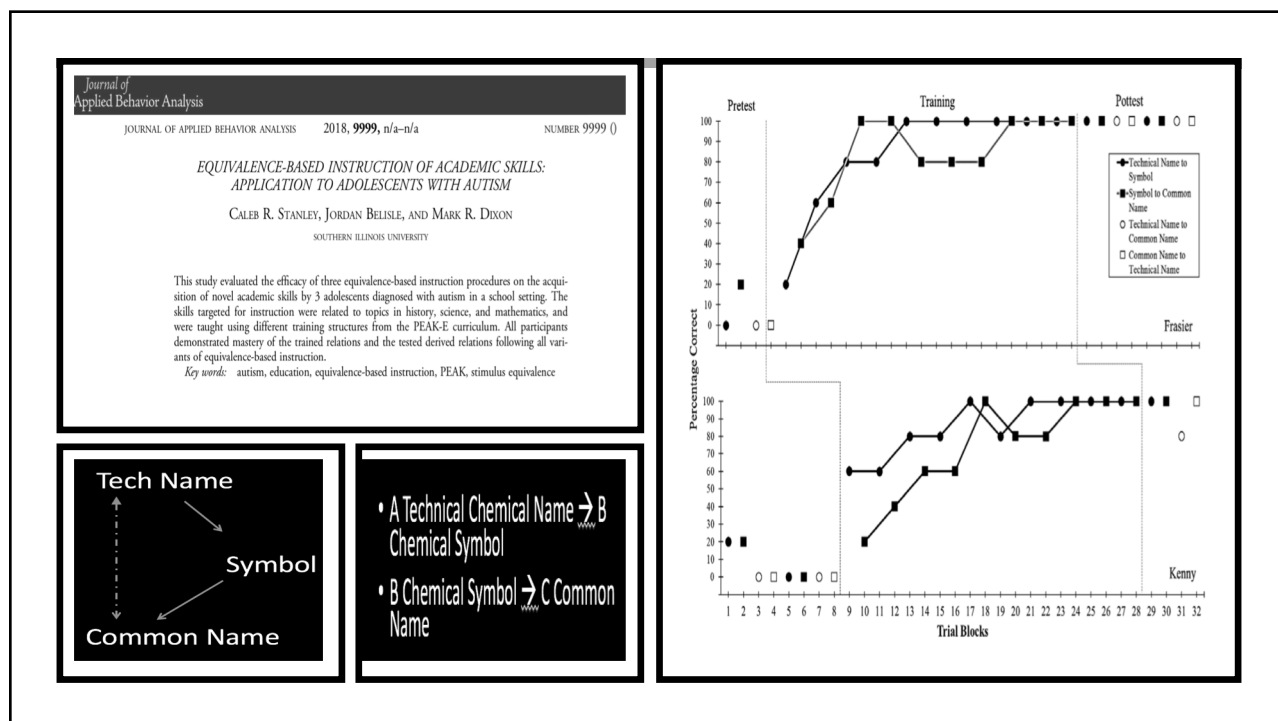 Journal of
Applied Behavior Analysis
JOURNAL OF APPLIED BEHAVIOR ANALYSIS 2018, 9999, n/a–n/a NUMBER 9999 ()
EQUIVALENCE-BASED INSTRUCTION OF ACADEMIC SKILLS:
APPLICATION TO ADOLESCENTS WITH AUTISM
CALEB R. STANLEY, JORDAN BELISLE, AND MARK R. DIXON
SOUTHERN ILLINOIS UNIVERSITY
This study evaluated the efficacy of three equivalence-based instruction procedures on the acqui-
sition of novel academic skills by 3 adolescents diagnosed with autism in a school setting. The
skills targeted for instruction were related to topics in history, science, and mathematics, and
were taught using different training structures from the PEAK-E curriculum. All participants
demonstrated mastery of the trained relations and the tested derived relations following all vari-
ants of equivalence-based instruction.
Key words: autism, education, equivalence-based instruction, PEAK, stimulus equivalence
Tech Name
Symbol
Common Name
• A Technical Chemical Name → B
Chemical Symbol
• B Chemical Symbol → C Common
Name
Pretest Training Pottest
100
90
80
70
60
50
40
30
20
10
0
Technical Name to
Symbol
Symbol to Common
Name
Technical Name to
Common Name
Common Name to
Technical Name
Frasier
Percentage Correct
100
90
80
70
60
50
40
30
20
10
0
Kenny
1 2 3 4 5 6 7 8 9 10 11 12 13 14 15 16 17 18 19 20 21 22 23 24 25 26 27 28 29 30 31 32
Trial Blocks